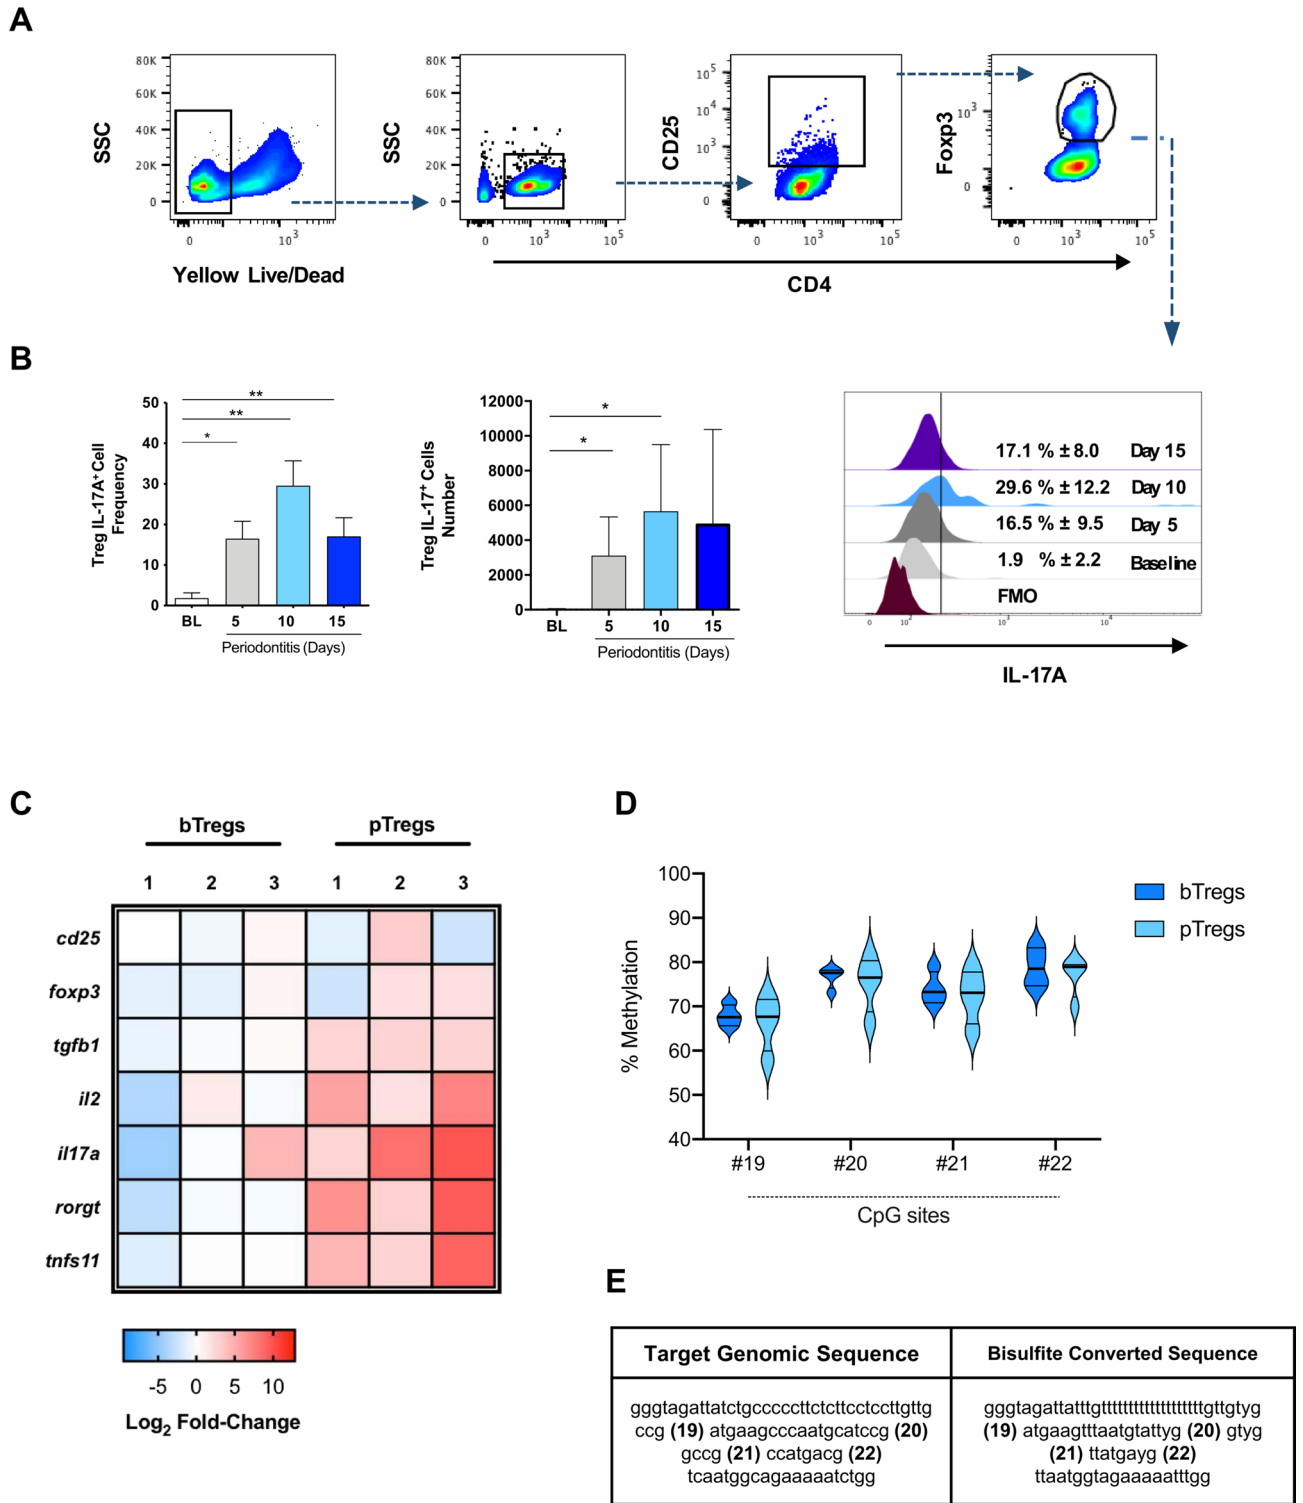 A
SSC
80K
60K
40K
20K
0
0
10³
Yellow Live/Dead
SSC
80K
60K
40K
20K
0
0
10³
10⁵
CD25
10⁵
10⁴
10³
0
0
10³
10⁵
Foxp3
10³
0
0
10³
10⁵
CD4
B
Treg IL-17A⁺ Cell
Frequency
50
40
30
20
10
0
*
**
**
BL
5
10
15
Periodontitis (Days)
Treg IL-17⁺ Cells
Number
12000
10000
8000
6000
4000
2000
0
*
*
BL
5
10
15
Periodontitis (Days)
17.1 % ± 8.0 Day 15
29.6 % ± 12.2 Day 10
16.5 % ± 9.5 Day 5
1.9 % ± 2.2 Baseline
FMO
0
10²
10³
10⁴
IL-17A
C
bTregs
pTregs
1 2 3 1 2 3
cd25
foxp3
tgfb1
il2
il17a
rorgt
tnfs11
-5 0 5 10
Log₂ Fold-Change
D
% Methylation
100
90
80
70
60
50
40
#19
#20
#21
#22
CpG sites
bTregs
pTregs
E
Target Genomic Sequence
gggtagattatctgcccccttctcttcctccttgttg
ccg (19) atgaagcccaatgcatccg (20)
gccg (21) ccatgacg (22)
tcaatggcagaaaaatctgg
Bisulfite Converted Sequence
gggtagattatttgttttttttttttttttttttgttgtyg
(19) atgaagtttaatgtattyg (20) gtyg
(21) ttatgayg (22)
ttaatggtagaaaaatttgg